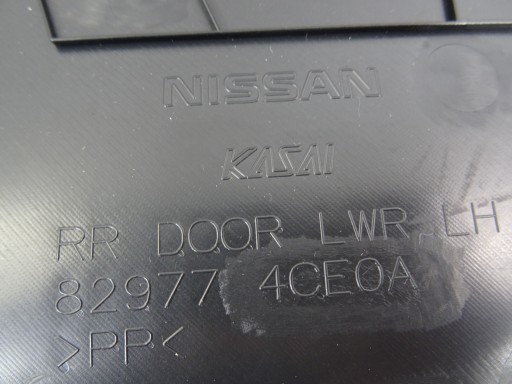 NISSAN
KASAI
RR DOOR LWR LH
82977 4CE0A
>PP<